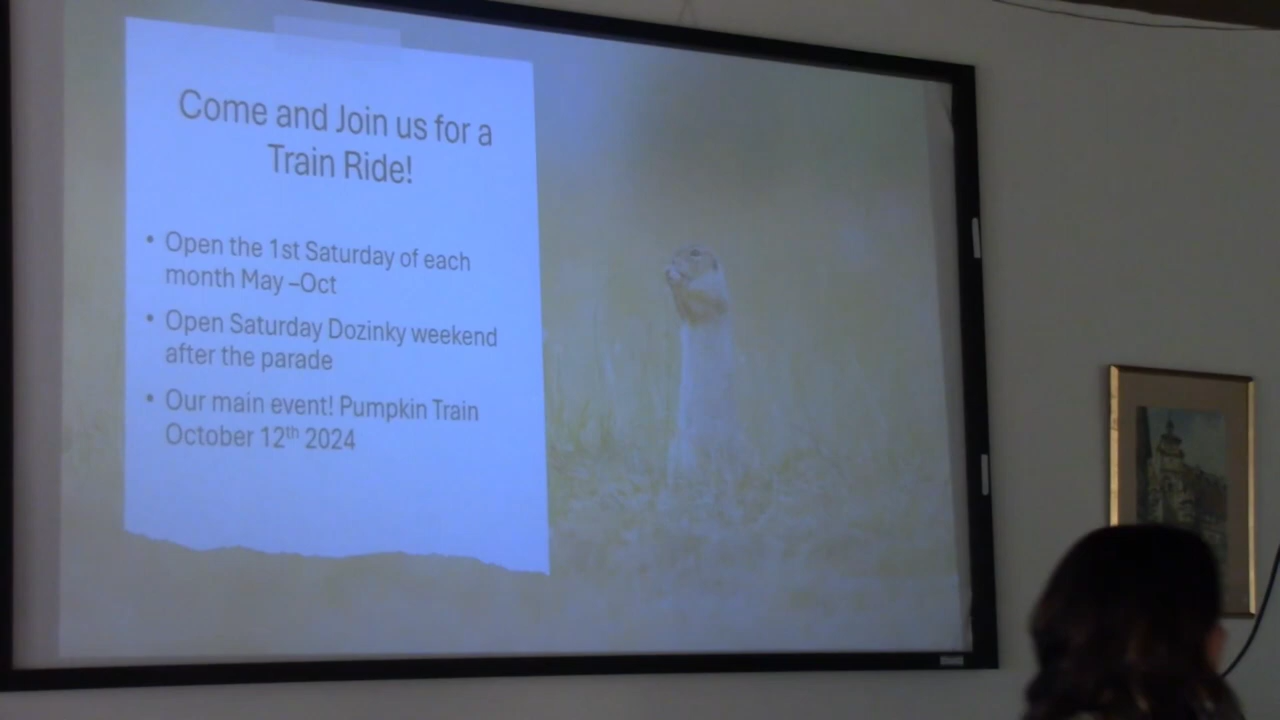 Come and Join us for a
Train Ride!
• Open the 1st Saturday of each
month May –Oct
• Open Saturday Dozinky weekend
after the parade
• Our main event! Pumpkin Train
October 12th 2024